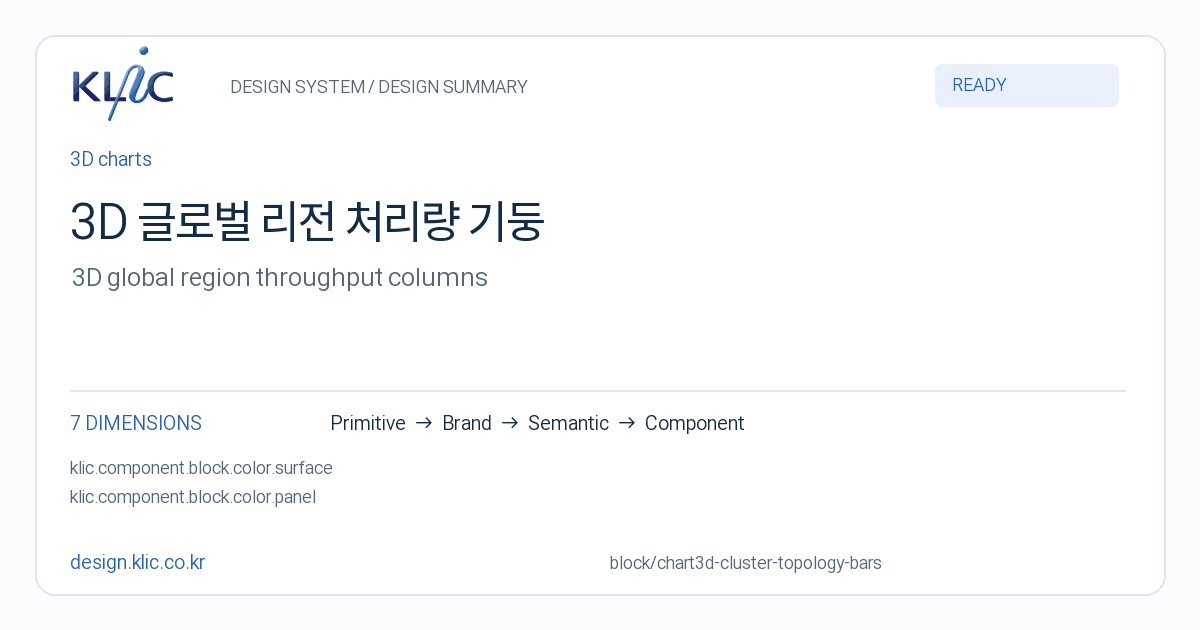 KLiC
DESIGN SYSTEM / DESIGN SUMMARY
READY
3D charts
3D 글로벌 리전 처리량 기둥
3D global region throughput columns
7 DIMENSIONS
Primitive → Brand → Semantic → Component
klic.component.block.color.surface
klic.component.block.color.panel
design.klic.co.kr
block/chart3d-cluster-topology-bars